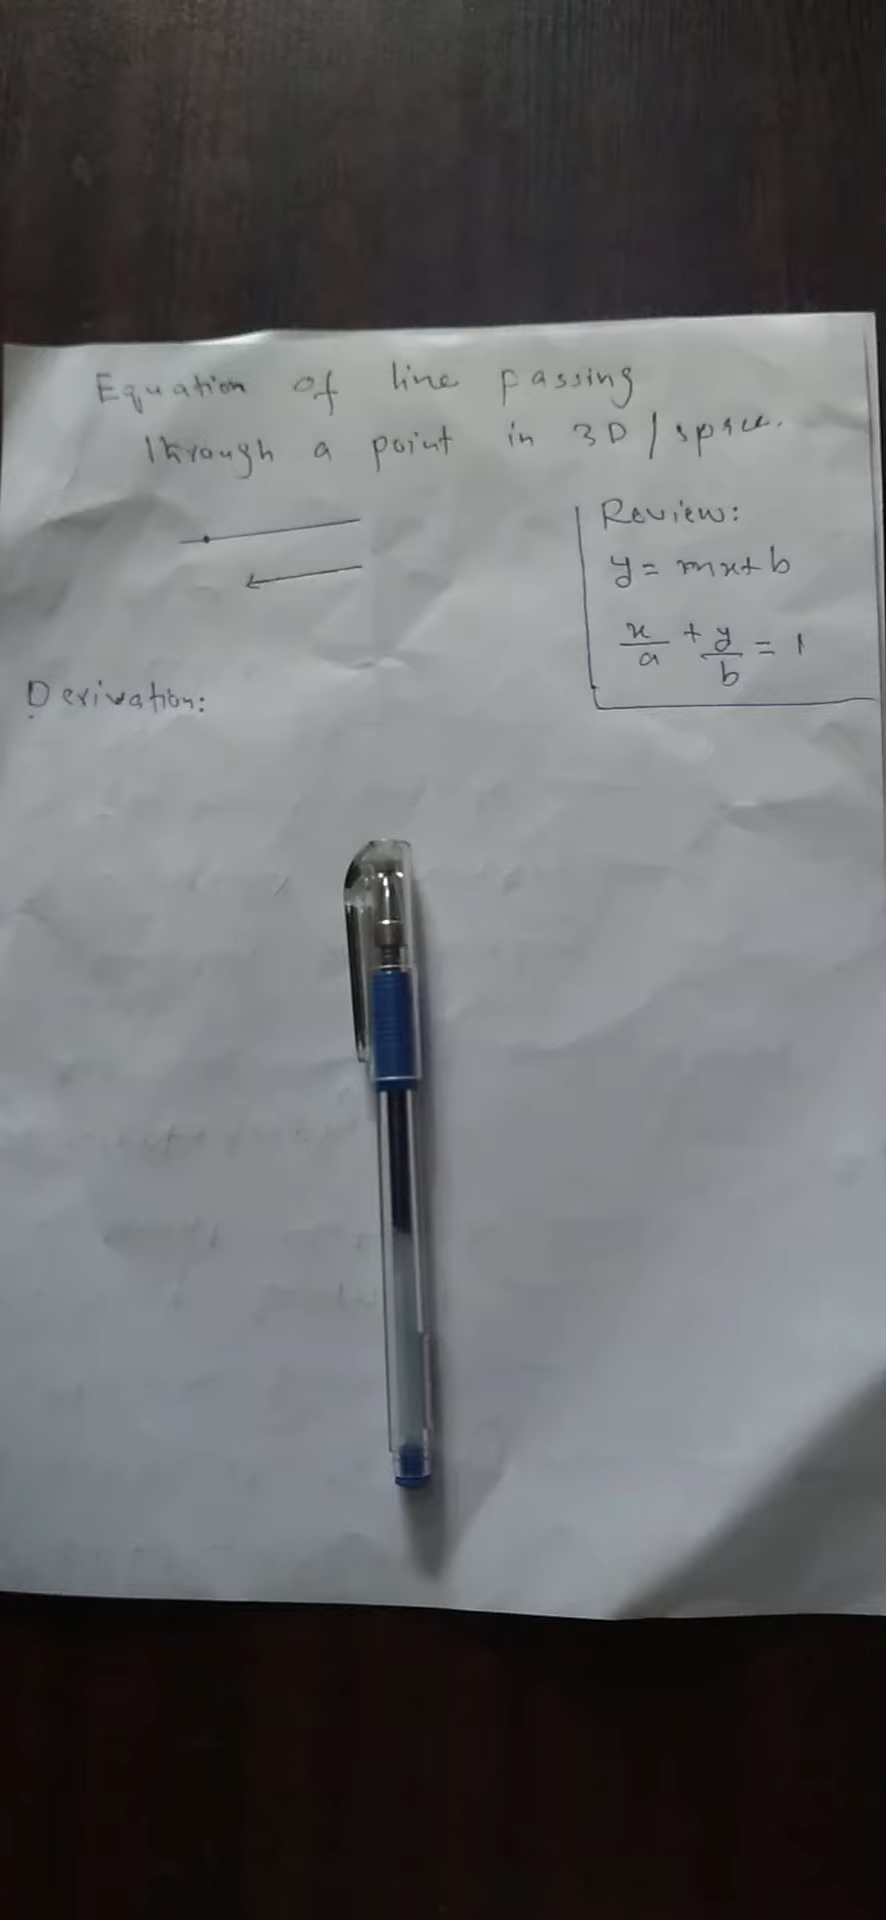 Equation of line passing
through a point in 3D / space.
Review:
y = mx + b
x/a + y/b = 1
Derivation: